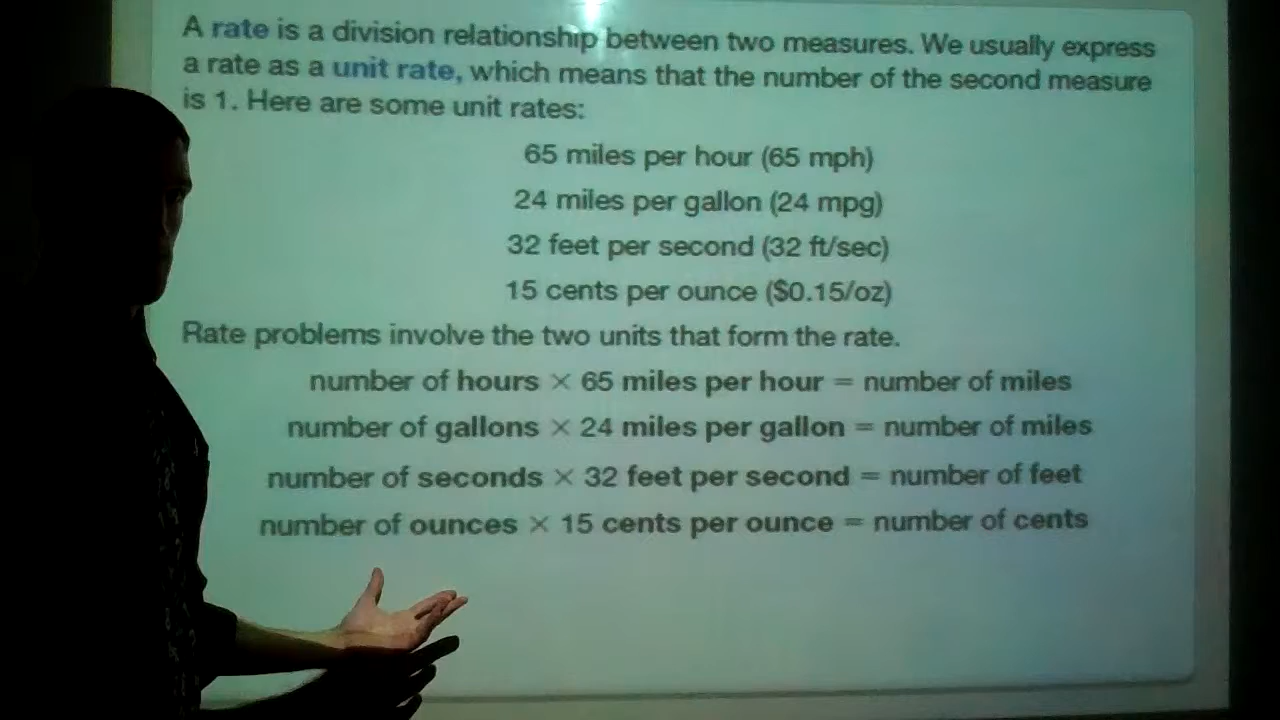 A rate is a division relationship between two measures. We usually express
a rate as a unit rate, which means that the number of the second measure
is 1. Here are some unit rates:
65 miles per hour (65 mph)
24 miles per gallon (24 mpg)
32 feet per second (32 ft/sec)
15 cents per ounce ($0.15/oz)
Rate problems involve the two units that form the rate.
number of hours × 65 miles per hour = number of miles
number of gallons × 24 miles per gallon = number of miles
number of seconds × 32 feet per second = number of feet
number of ounces × 15 cents per ounce = number of cents